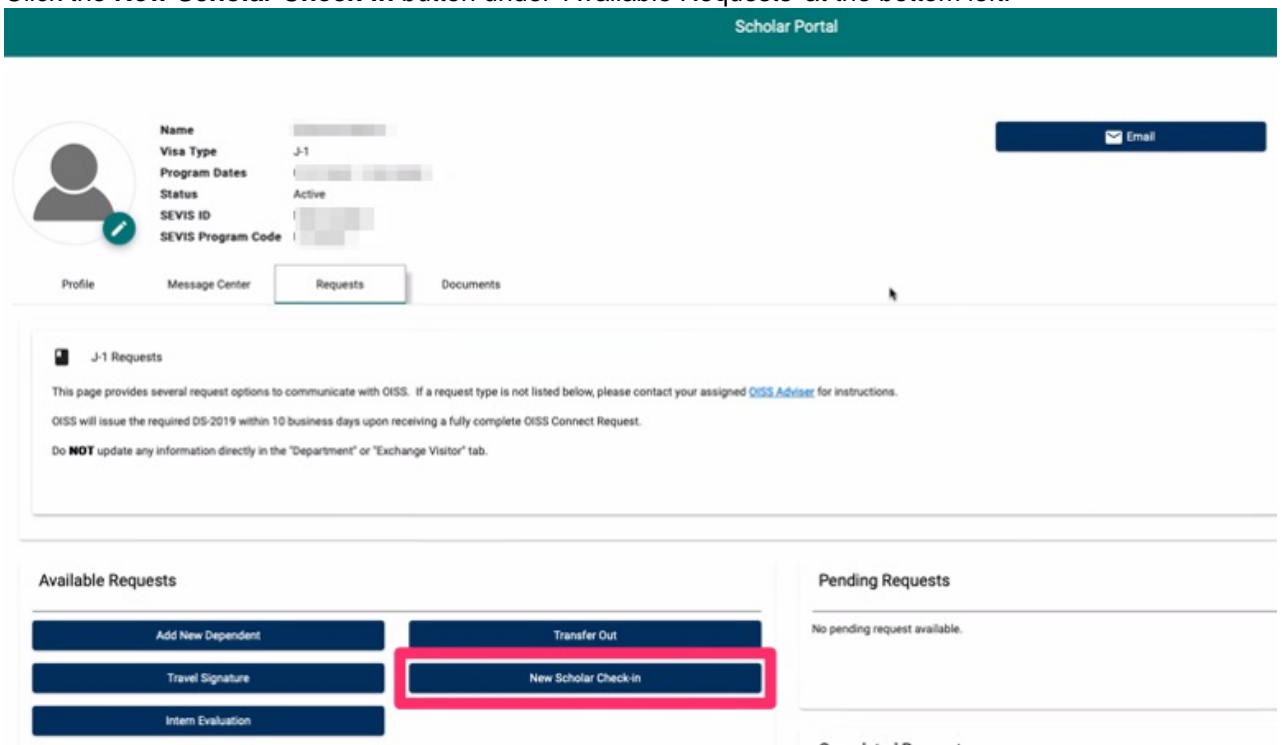 Click the New Scholar Check-in button under 'Available Requests' at the bottom left.
Scholar Portal
Name
Visa Type J-1
Program Dates
Status Active
SEVIS ID
SEVIS Program Code
Email
Profile Message Center Requests Documents
J-1 Requests
This page provides several request options to communicate with OISS. If a request type is not listed below, please contact your assigned OISS Adviser for instructions.
OISS will issue the required DS-2019 within 10 business days upon receiving a fully complete OISS Connect Request.
Do NOT update any information directly in the "Department" or "Exchange Visitor" tab.
Available Requests
Add New Dependent Transfer Out
Travel Signature New Scholar Check-in
Intern Evaluation
Pending Requests
No pending request available.